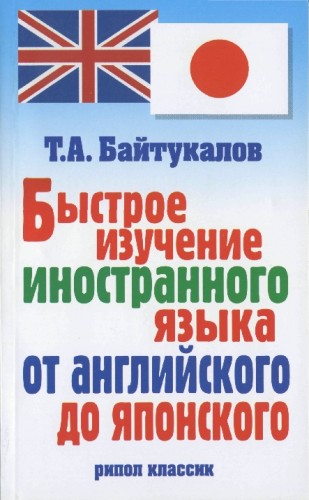 Т.А. Байтукалов
Быстрое
изучение
иностранного
языка
от английского
до японского
рипол классик